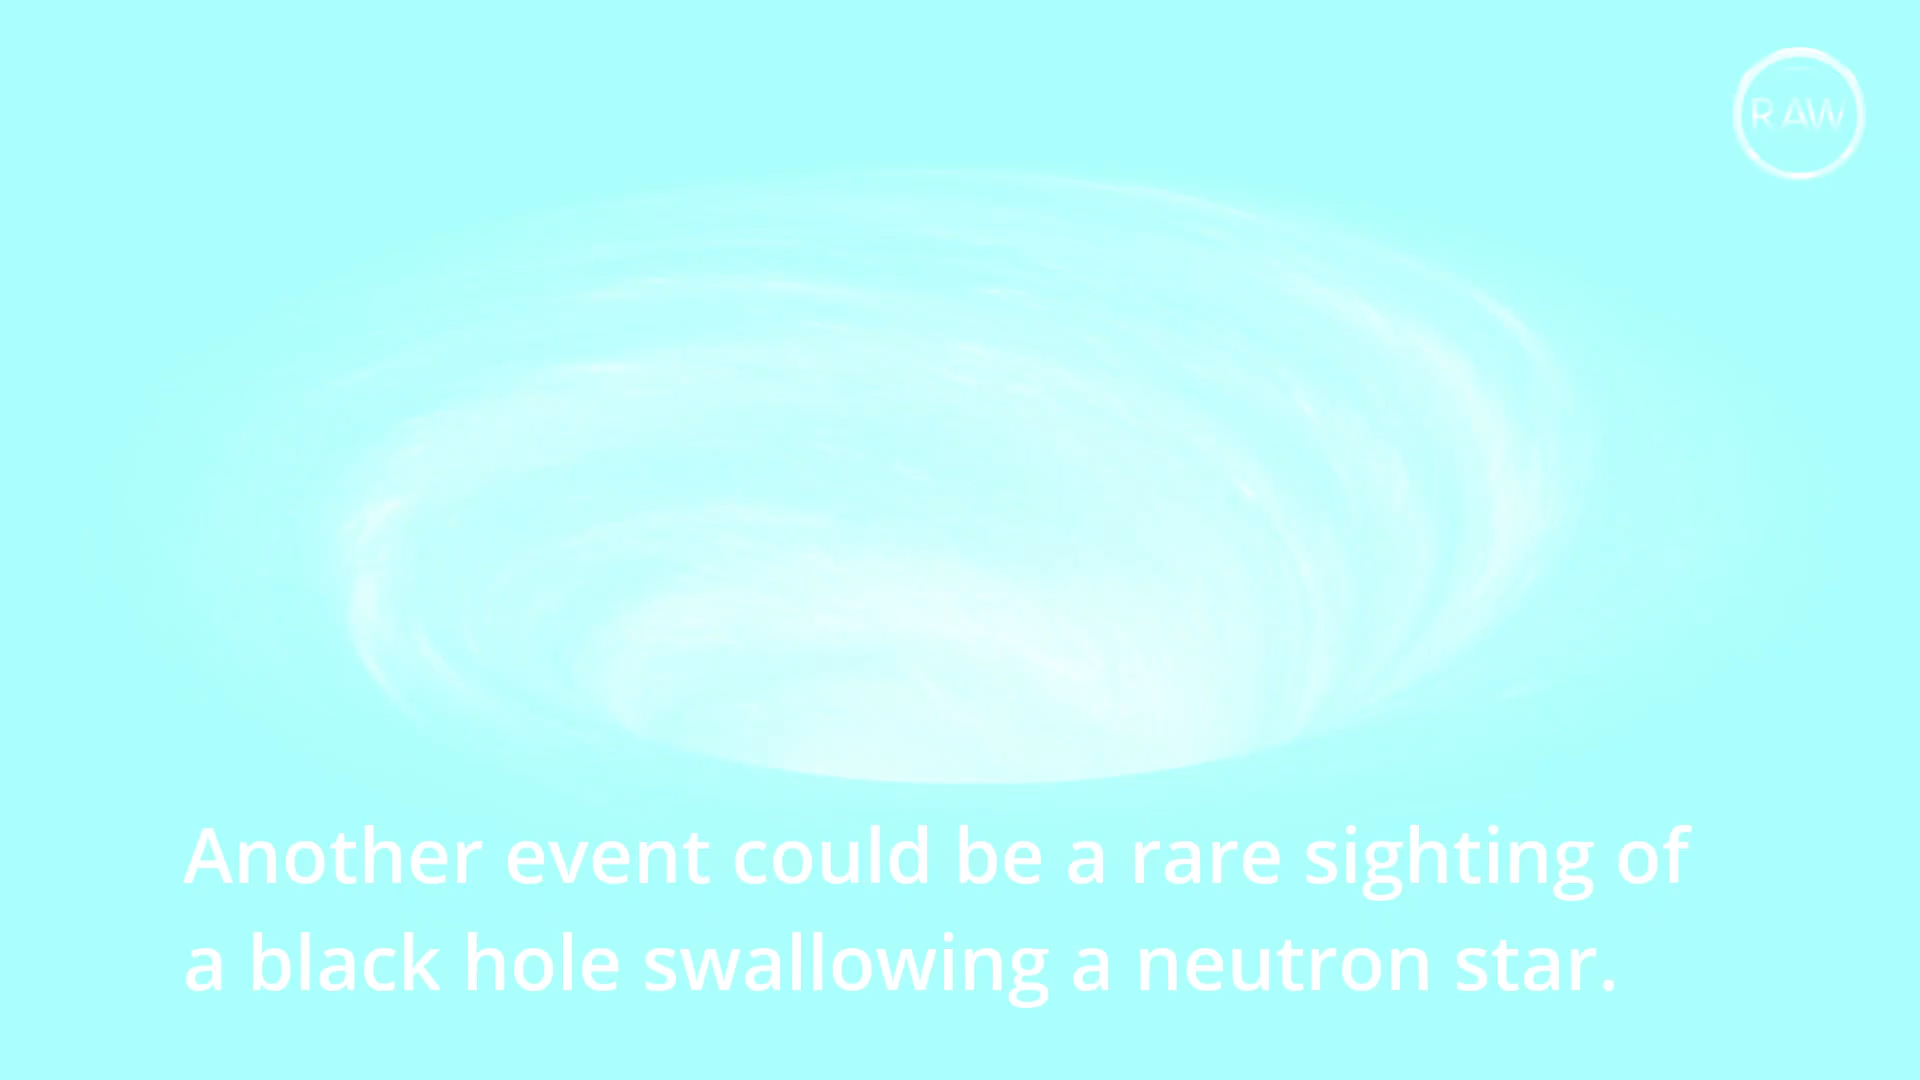 RAW
Another event could be a rare sighting of
a black hole swallowing a neutron star.